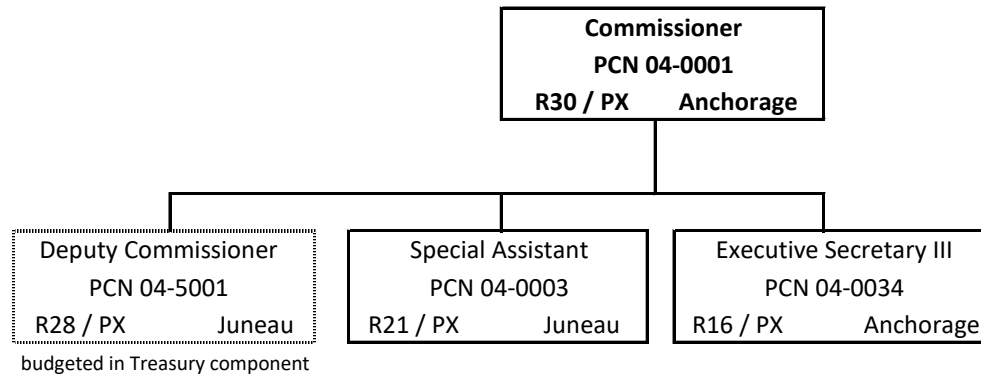 Commissioner
PCN 04-0001
R30 / PX Anchorage
Deputy Commissioner
PCN 04-5001
R28 / PX Juneau
budgeted in Treasury component
Special Assistant
PCN 04-0003
R21 / PX Juneau
Executive Secretary III
PCN 04-0034
R16 / PX Anchorage